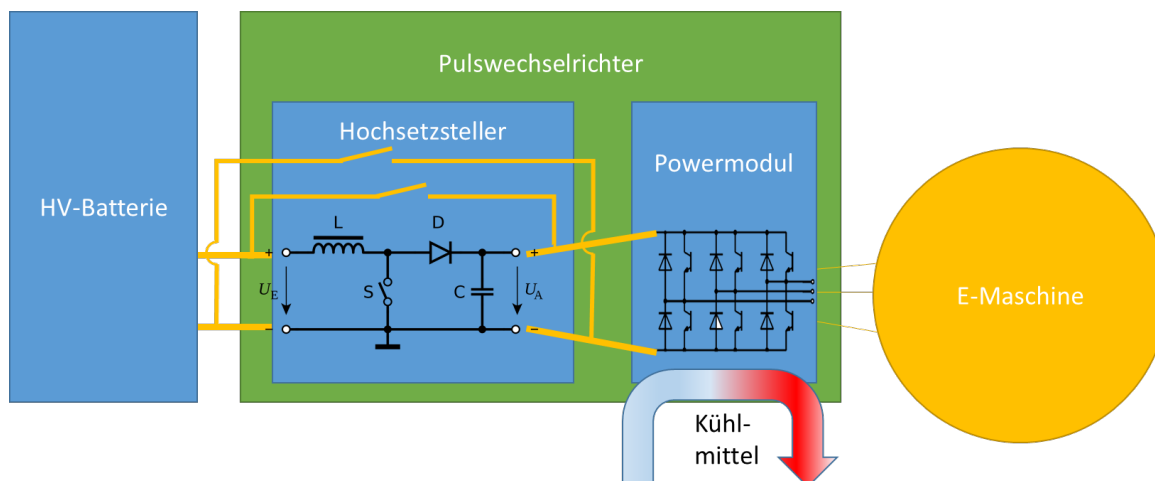 Pulswechselrichter
Hochsetzsteller
Powermodul
HV-Batterie
L
D
+
+
U_E
S
C
U_A
−
−
E-Maschine
Kühl-
mittel